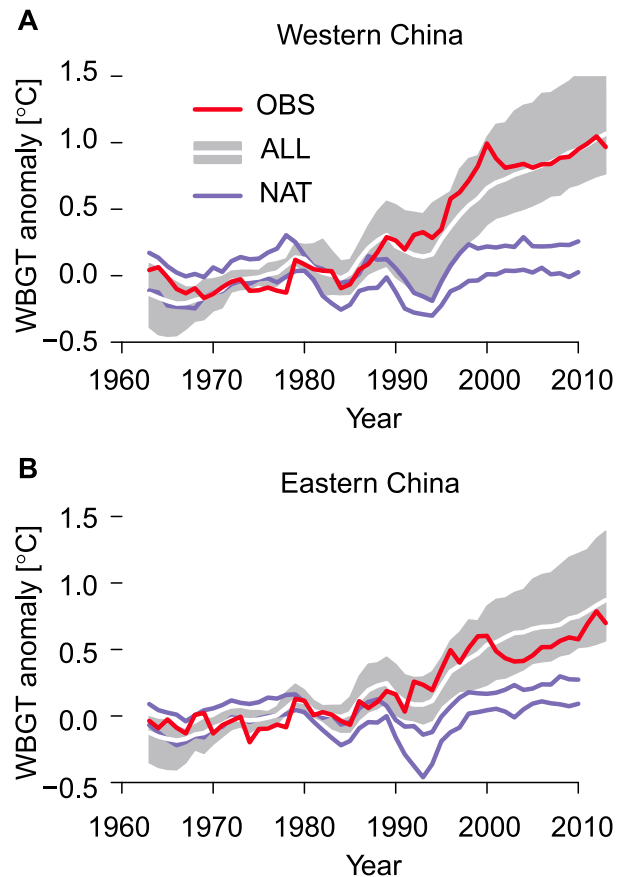 A
Western China
WBGT anomaly [°C]
1.5
1.0
0.5
0.0
−0.5
OBS
ALL
NAT
1960 1970 1980 1990 2000 2010
Year
B
Eastern China
WBGT anomaly [°C]
1.5
1.0
0.5
0.0
−0.5
1960 1970 1980 1990 2000 2010
Year